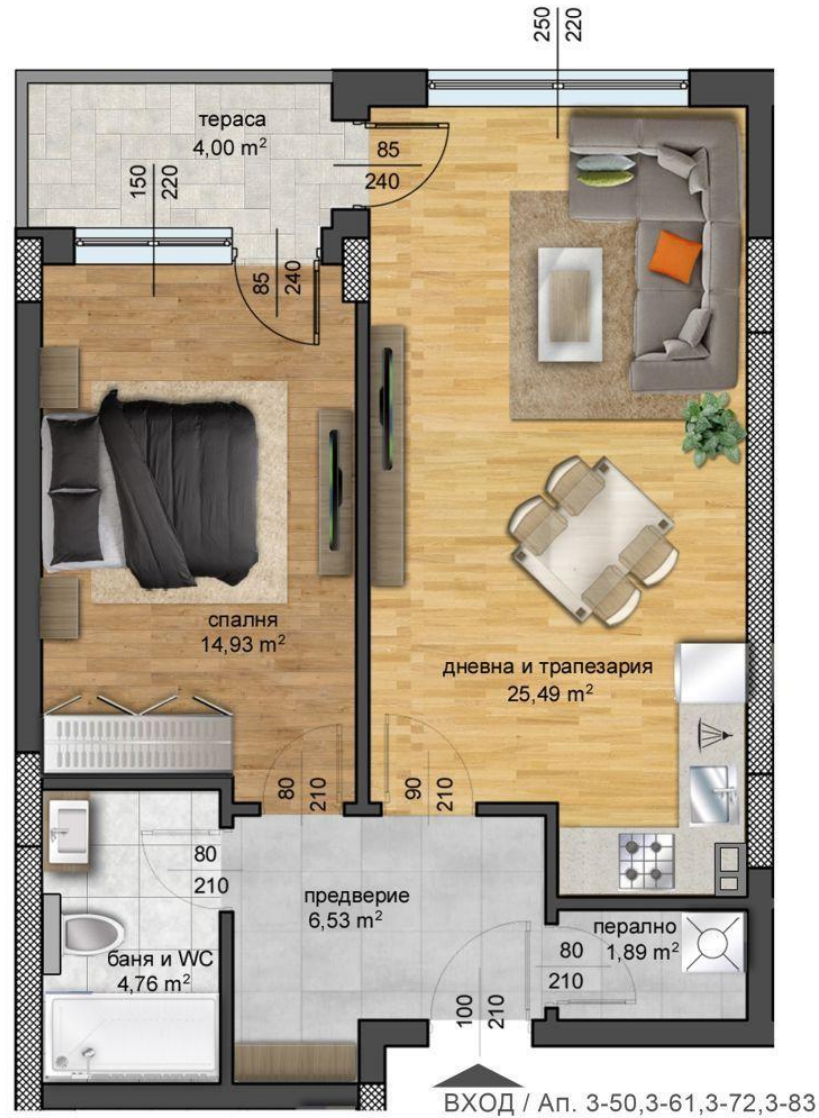 250
220
тераса
4,00 m²
85
240
150
220
85
240
спалня
14,93 m²
дневна и трапезария
25,49 m²
80
210
90
210
80
210
предверие
6,53 m²
баня и WC
4,76 m²
перално
1,89 m²
80
210
100
210
ВХОД / Ап. 3-50,3-61,3-72,3-83